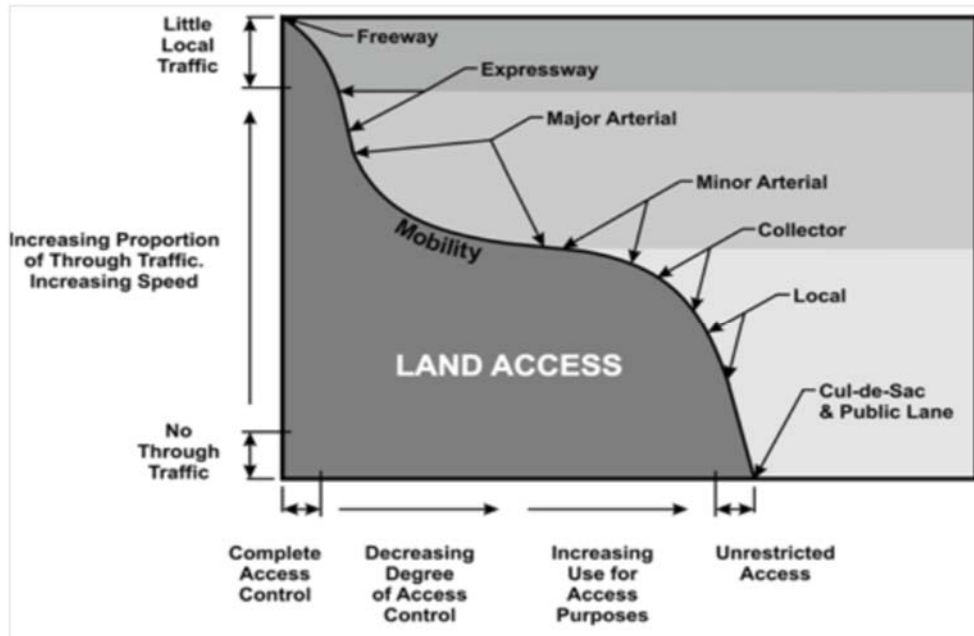 Little
Local
Traffic
Freeway
Expressway
Major Arterial
Minor Arterial
Collector
Local
Increasing Proportion
of Through Traffic.
Increasing Speed
Mobility
LAND ACCESS
Cul-de-Sac
& Public Lane
No
Through
Traffic
Complete
Access
Control
Decreasing
Degree
of Access
Control
Increasing
Use for
Access
Purposes
Unrestricted
Access